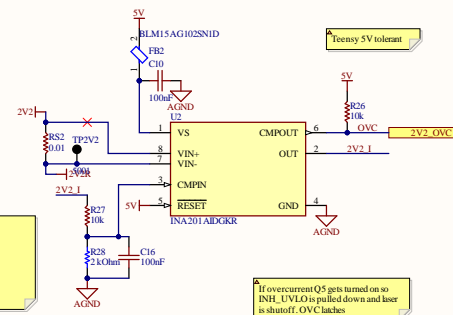 5V
BLM15AG102SN1D
Teensy 5V tolerant
2
FB2
1
C10
100nF
5V
AGND
U2
R26
10k
2V2
1
VS
CMPOUT
6
OVC
2V2_OVC
RS2
0.01
TP2V2
8
VIN+
OUT
2
2V2_I
7
VIN-
2V2R
3
CMPIN
2V2_I
5V
5
RESET
GND
4
R27
10k
INA201AIDGKR
AGND
R28
2 kOhm
C16
100nF
AGND
If overcurrent Q5 gets turned on so
INH_UVLO is pulled down and laser
is shutoff. OVC latches